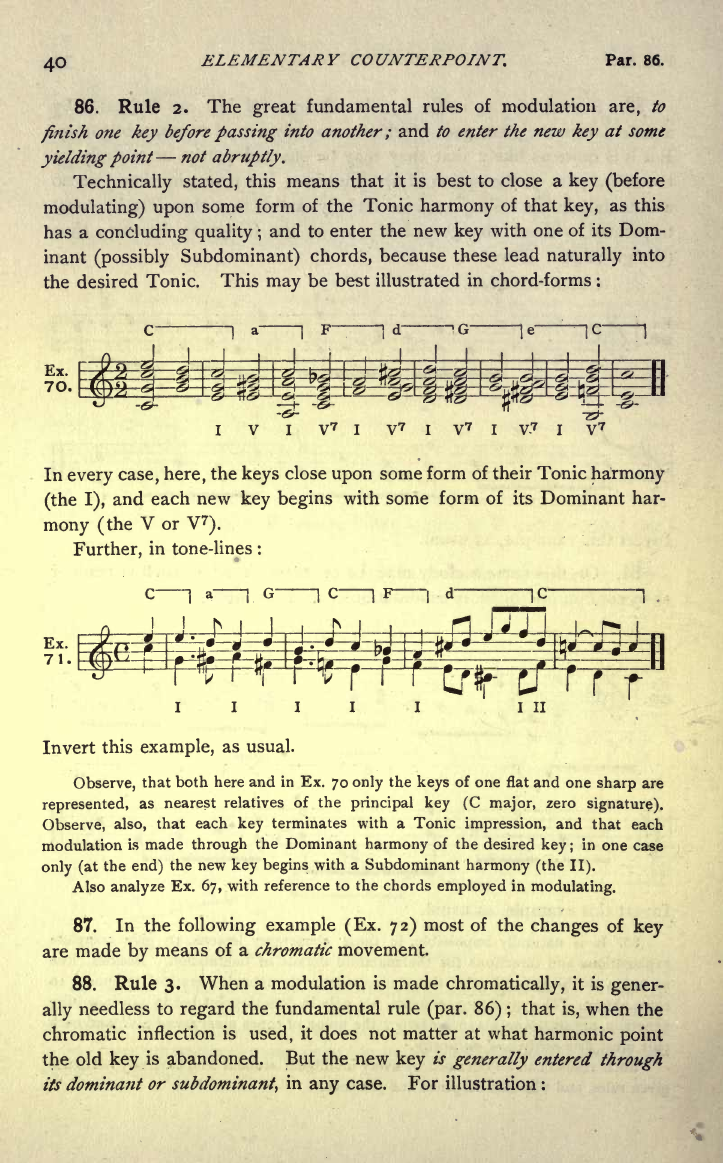 40 ELEMENTARY COUNTERPOINT. Par. 86.
86. Rule 2. The great fundamental rules of modulation are, to
finish one key before passing into another; and to enter the new key at some
yielding point — not abruptly.
Technically stated, this means that it is best to close a key (before
modulating) upon some form of the Tonic harmony of that key, as this
has a concluding quality; and to enter the new key with one of its Dom-
inant (possibly Subdominant) chords, because these lead naturally into
the desired Tonic. This may be best illustrated in chord-forms:
C a F d G e C
Ex.
70.
I V I V7 I V7 I V7 I V7 I V7
In every case, here, the keys close upon some form of their Tonic harmony
(the I), and each new key begins with some form of its Dominant har-
mony (the V or V7).
Further, in tone-lines:
C a G C F d C
Ex.
71.
I I I I I I II
Invert this example, as usual.
Observe, that both here and in Ex. 70 only the keys of one flat and one sharp are
represented, as nearest relatives of the principal key (C major, zero signature).
Observe, also, that each key terminates with a Tonic impression, and that each
modulation is made through the Dominant harmony of the desired key; in one case
only (at the end) the new key begins with a Subdominant harmony (the II).
Also analyze Ex. 67, with reference to the chords employed in modulating.
87. In the following example (Ex. 72) most of the changes of key
are made by means of a chromatic movement.
88. Rule 3. When a modulation is made chromatically, it is gener-
ally needless to regard the fundamental rule (par. 86); that is, when the
chromatic inflection is used, it does not matter at what harmonic point
the old key is abandoned. But the new key is generally entered through
its dominant or subdominant, in any case. For illustration: